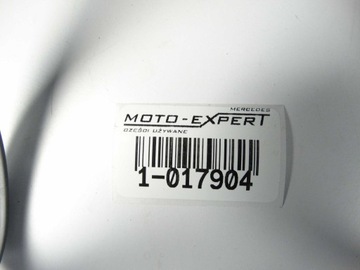 MERCEDES
MOTO-EXPERT
CZĘŚCI UŻYWANE
1-017904